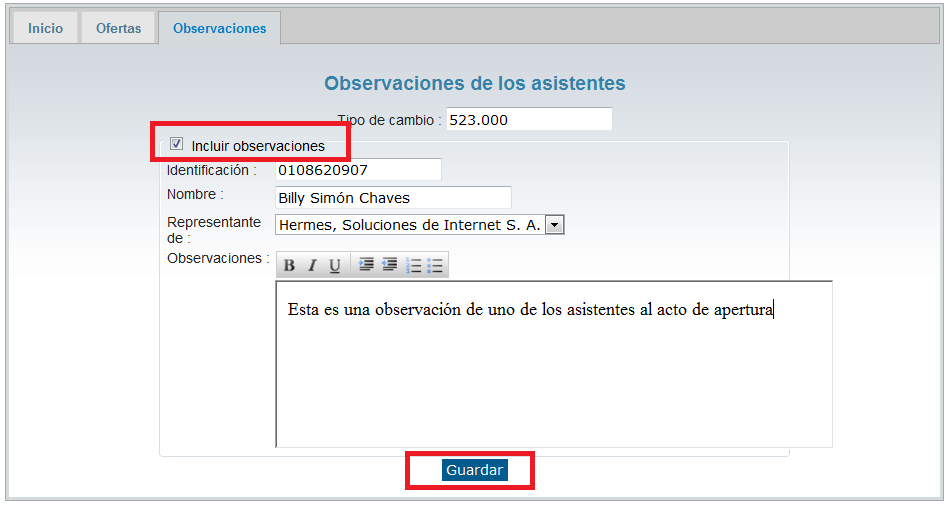 Inicio Ofertas Observaciones
Observaciones de los asistentes
Tipo de cambio : 523.000
Incluir observaciones
Identificación : 0108620907
Nombre : Billy Simón Chaves
Representante de : Hermes, Soluciones de Internet S. A.
Observaciones : B I U
Esta es una observación de uno de los asistentes al acto de apertura
Guardar